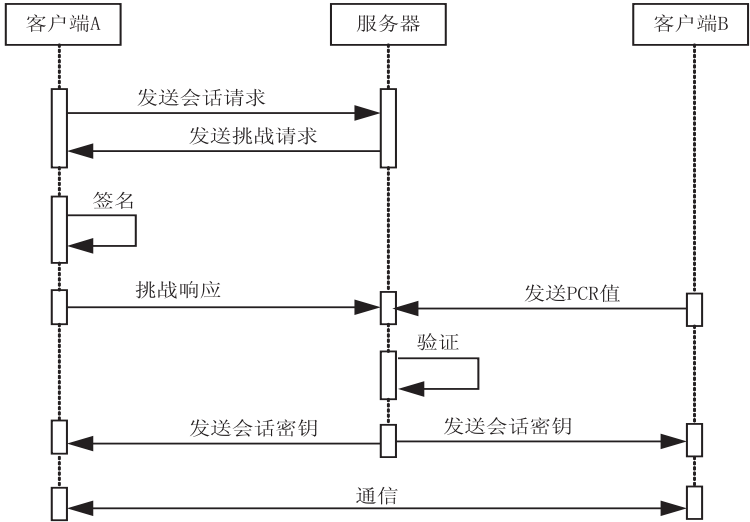 客户端A
服务器
客户端B
发送会话请求
发送挑战请求
签名
挑战响应
发送PCR值
验证
发送会话密钥
发送会话密钥
通信